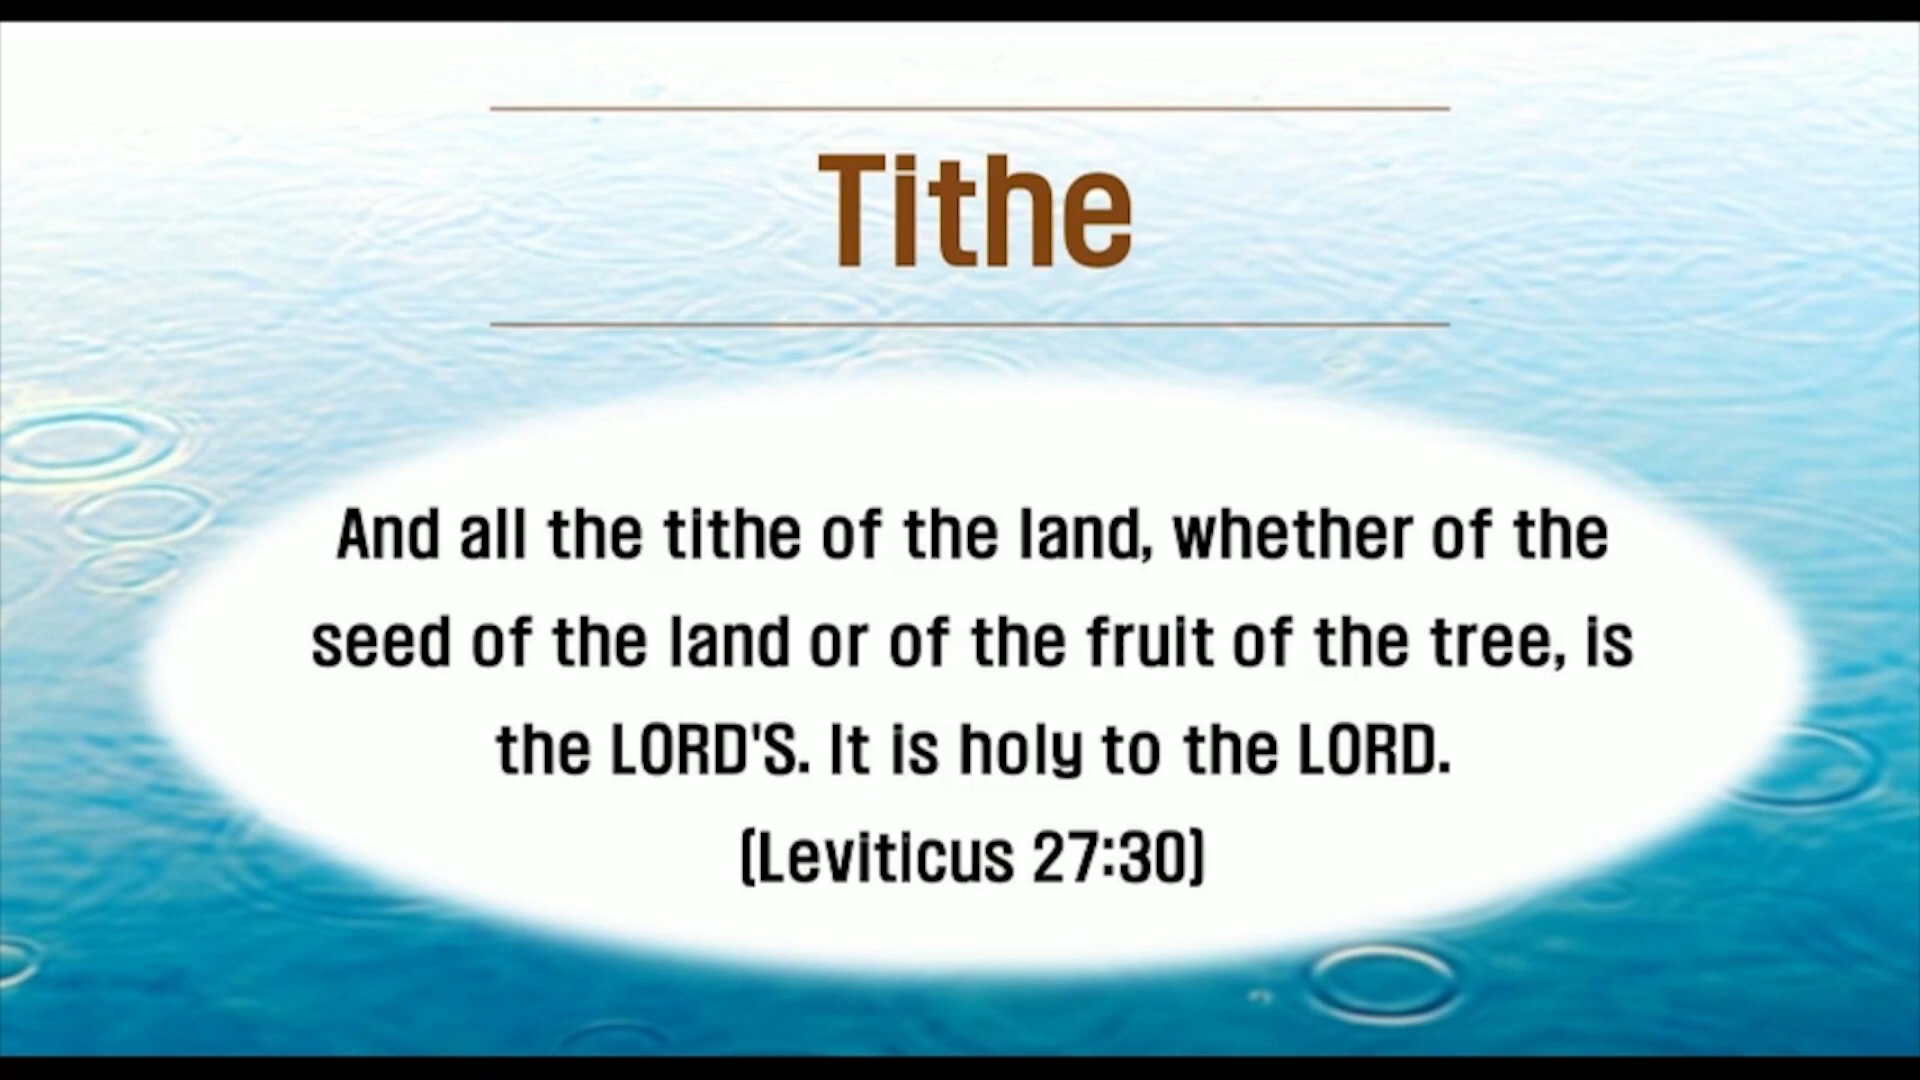 Tithe
And all the tithe of the land, whether of the
seed of the land or of the fruit of the tree, is
the LORD'S. It is holy to the LORD.
(Leviticus 27:30)